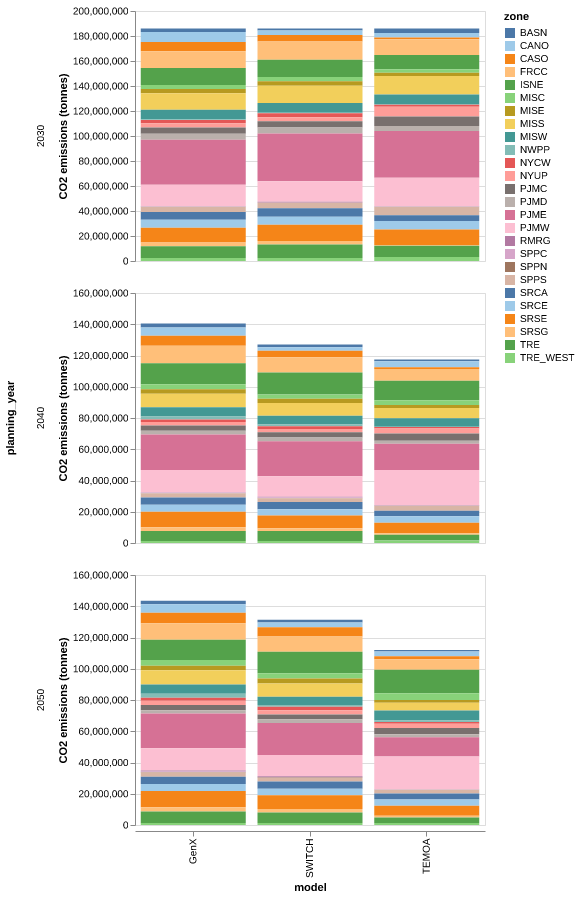 planning_year
2030
CO2 emissions (tonnes)
200,000,000
180,000,000
160,000,000
140,000,000
120,000,000
100,000,000
80,000,000
60,000,000
40,000,000
20,000,000
0
2040
CO2 emissions (tonnes)
160,000,000
140,000,000
120,000,000
100,000,000
80,000,000
60,000,000
40,000,000
20,000,000
0
2050
CO2 emissions (tonnes)
160,000,000
140,000,000
120,000,000
100,000,000
80,000,000
60,000,000
40,000,000
20,000,000
0
GenX
SWITCH
TEMOA
model
zone
BASN
CANO
CASO
FRCC
ISNE
MISC
MISE
MISS
MISW
NWPP
NYCW
NYUP
PJMC
PJMD
PJME
PJMW
RMRG
SPPC
SPPN
SPPS
SRCA
SRCE
SRSE
SRSG
TRE
TRE_WEST